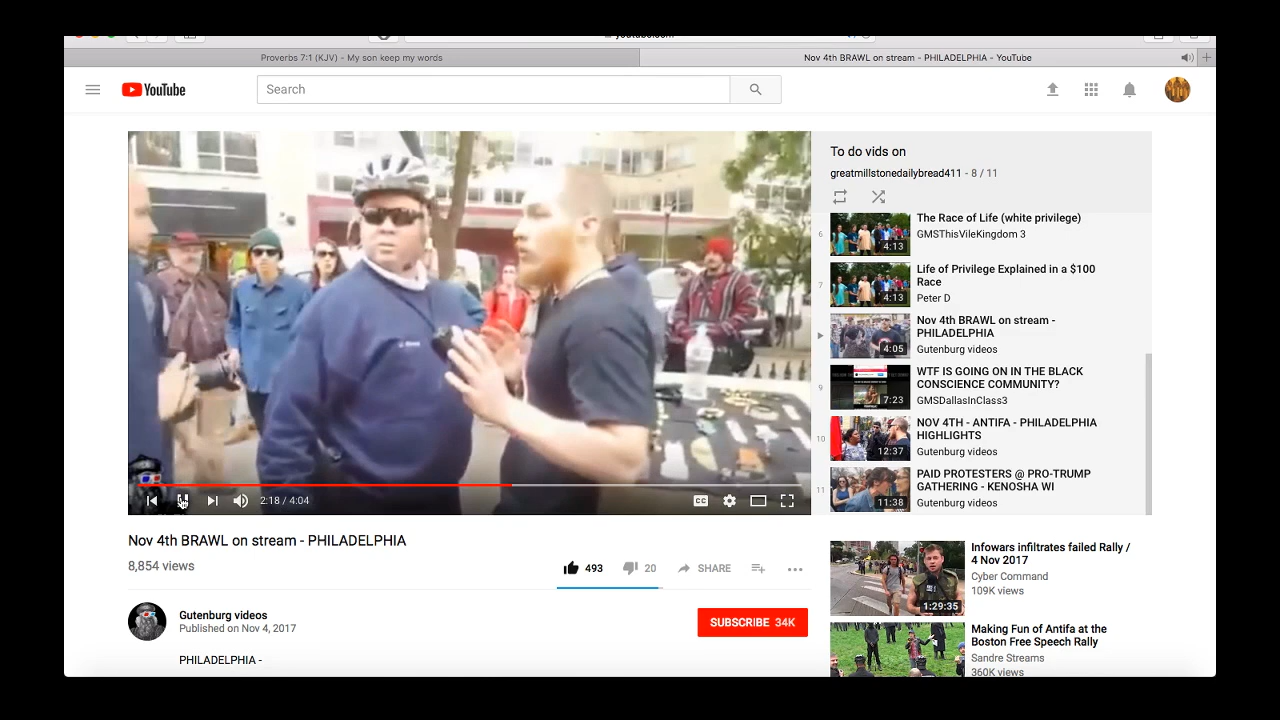 youtube.com
Proverbs 7:1 (KJV) - My son keep my words
Nov 4th BRAWL on stream - PHILADELPHIA - YouTube
YouTube
Search
To do vids on
greatmillstonedailybread411 - 8 / 11
6
The Race of Life (white privilege)
GMSThisVileKingdom 3
4:13
7
Life of Privilege Explained in a $100
Race
Peter D
4:13
Nov 4th BRAWL on stream -
PHILADELPHIA
Gutenburg videos
4:05
9
WTF IS GOING ON IN THE BLACK
CONSCIENCE COMMUNITY?
GMSDallasInClass3
7:23
10
NOV 4TH - ANTIFA - PHILADELPHIA
HIGHLIGHTS
Gutenburg videos
12:37
11
PAID PROTESTERS @ PRO-TRUMP
GATHERING - KENOSHA WI
Gutenburg videos
11:38
2:18 / 4:04
CC
Nov 4th BRAWL on stream - PHILADELPHIA
8,854 views
493
20
SHARE
Gutenburg videos
Published on Nov 4, 2017
SUBSCRIBE 34K
PHILADELPHIA -
Infowars infiltrates failed Rally /
4 Nov 2017
Cyber Command
109K views
1:29:35
Making Fun of Antifa at the
Boston Free Speech Rally
Sandre Streams
360K views